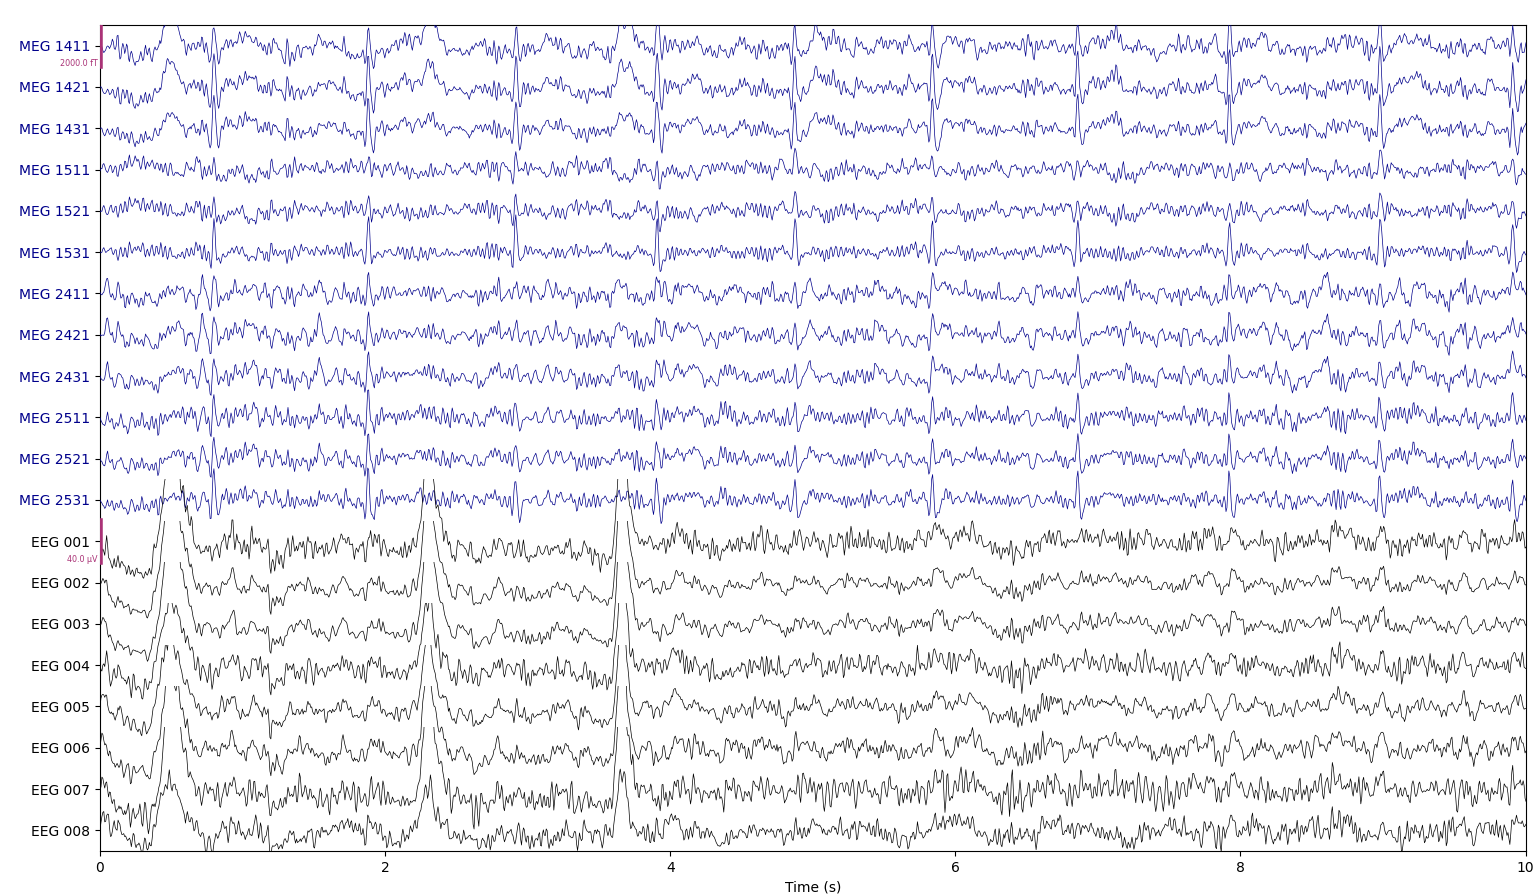 MEG 1411
2000.0 fT
MEG 1421
MEG 1431
MEG 1511
MEG 1521
MEG 1531
MEG 2411
MEG 2421
MEG 2431
MEG 2511
MEG 2521
MEG 2531
EEG 001
40.0 µV
EEG 002
EEG 003
EEG 004
EEG 005
EEG 006
EEG 007
EEG 008
0 2 4 6 8 10
Time (s)